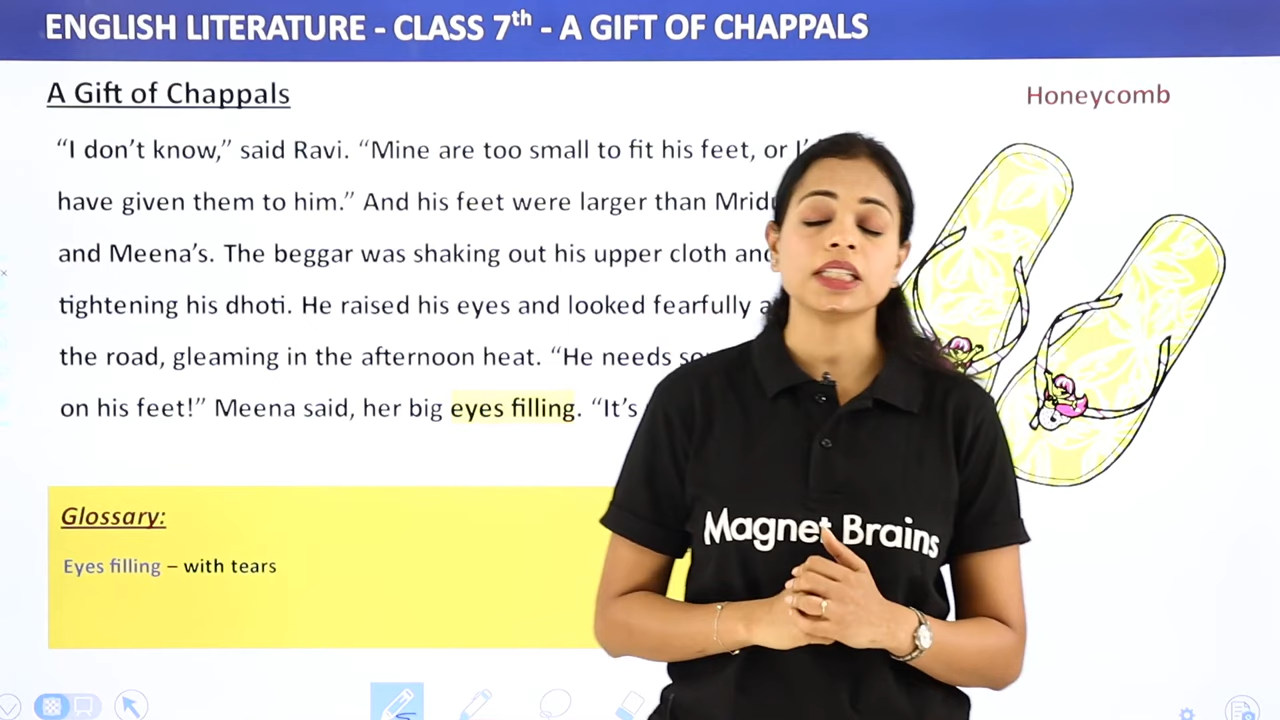 ENGLISH LITERATURE - CLASS 7th - A GIFT OF CHAPPALS
A Gift of Chappals
Honeycomb
“I don’t know,” said Ravi. “Mine are too small to fit his feet, or
have given them to him.” And his feet were larger than
and Meena’s. The beggar was shaking out his upper cloth
tightening his dhoti. He raised his eyes and looked fearfully
the road, gleaming in the afternoon heat. “He needs
on his feet!” Meena said, her big eyes filling. “It’s
Glossary:
Eyes filling – with tears
Magnet Brains